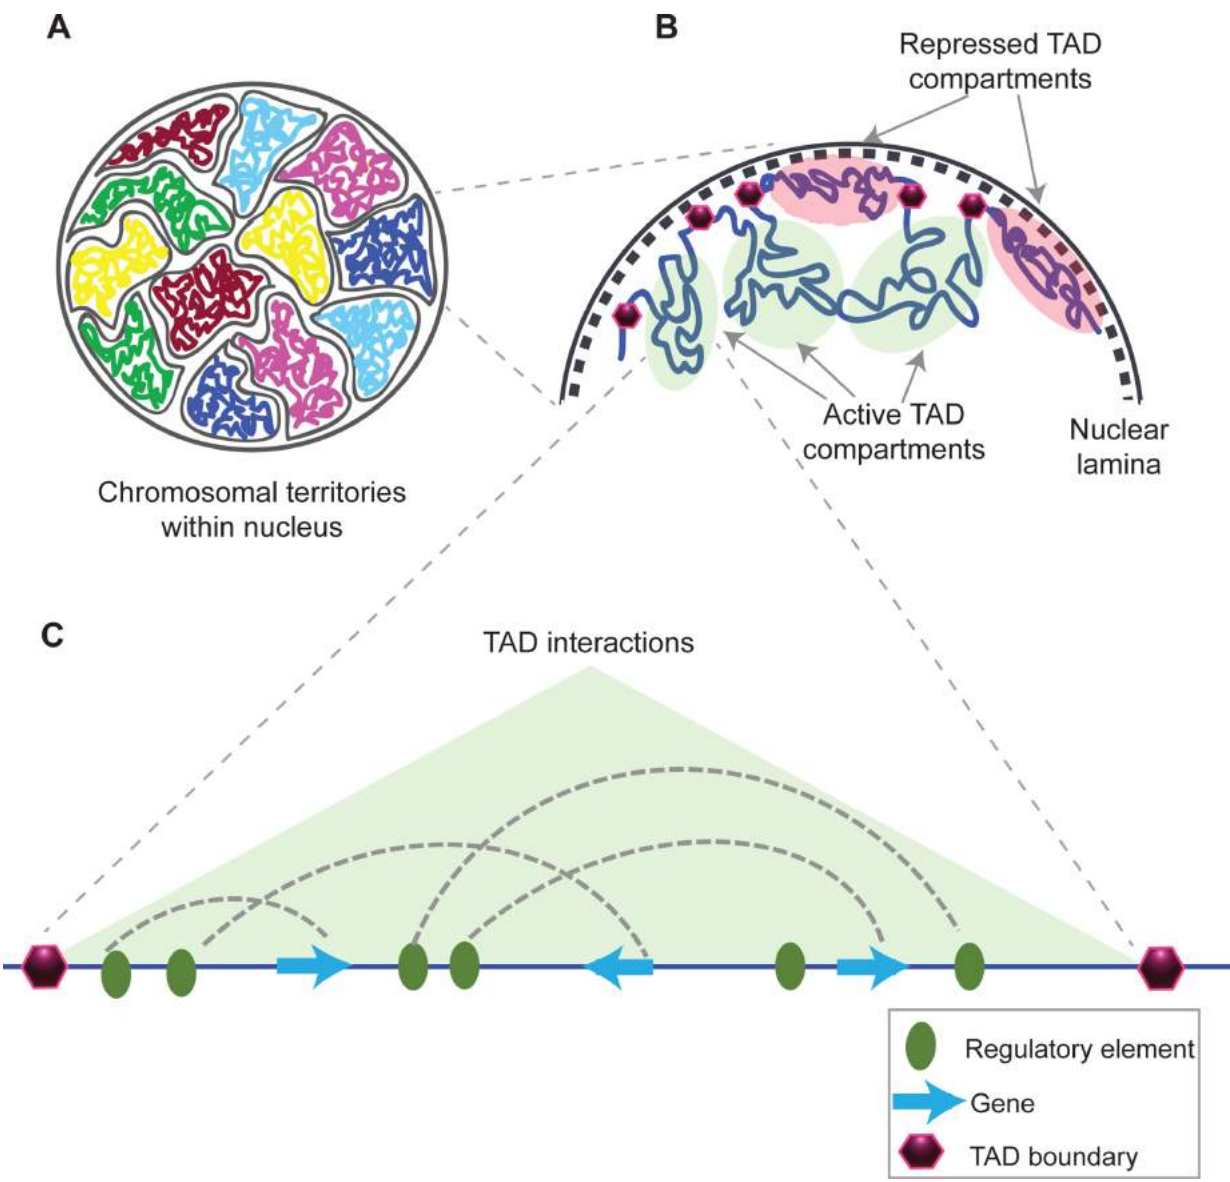 A
B
Repressed TAD
compartments
Active TAD
compartments
Nuclear
lamina
Chromosomal territories
within nucleus
C
TAD interactions
Regulatory element
Gene
TAD boundary